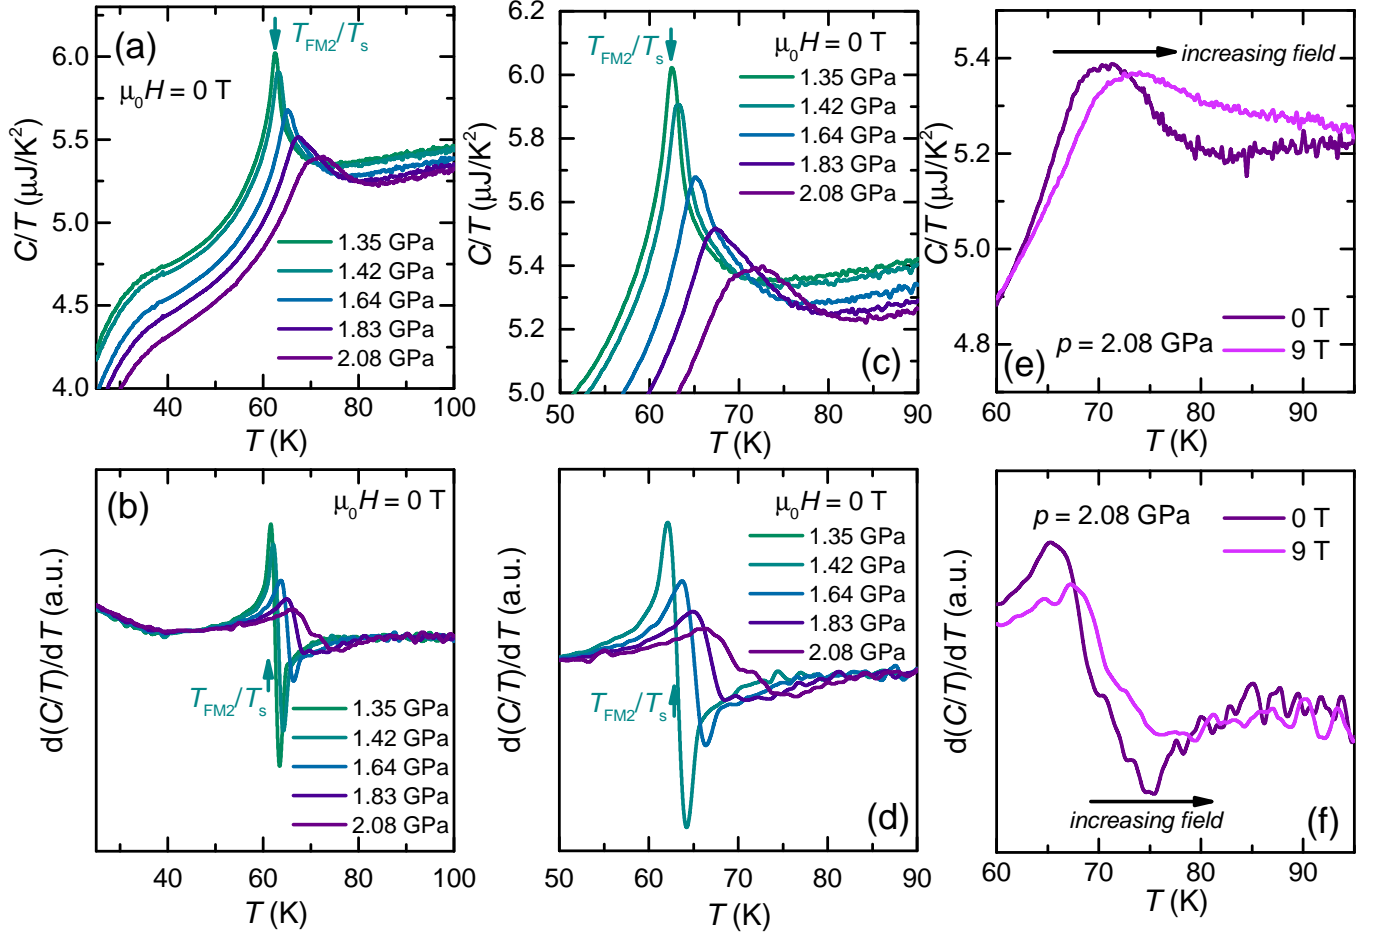 (a)
T_FM2/T_s
μ₀H = 0 T
C/T (μJ/K²)
6.0
5.5
5.0
4.5
4.0
1.35 GPa
1.42 GPa
1.64 GPa
1.83 GPa
2.08 GPa
40 60 80 100
T (K)
(c)
μ₀H = 0 T
T_FM2/T_s
C/T (μJ/K²)
6.2
6.0
5.8
5.6
5.4
5.2
5.0
1.35 GPa
1.42 GPa
1.64 GPa
1.83 GPa
2.08 GPa
50 60 70 80 90
T (K)
(e)
increasing field
C/T (μJ/K²)
5.4
5.2
5.0
4.8
0 T
9 T
p = 2.08 GPa
60 70 80 90
T (K)
(b)
μ₀H = 0 T
d(C/T)/dT (a.u.)
T_FM2/T_s
1.35 GPa
1.42 GPa
1.64 GPa
1.83 GPa
2.08 GPa
40 60 80 100
T (K)
(d)
μ₀H = 0 T
d(C/T)/dT (a.u.)
1.35 GPa
1.42 GPa
1.64 GPa
1.83 GPa
2.08 GPa
T_FM2/T_s
50 60 70 80 90
T (K)
(f)
p = 2.08 GPa
0 T
9 T
d(C/T)/dT (a.u.)
increasing field
60 70 80 90
T (K)